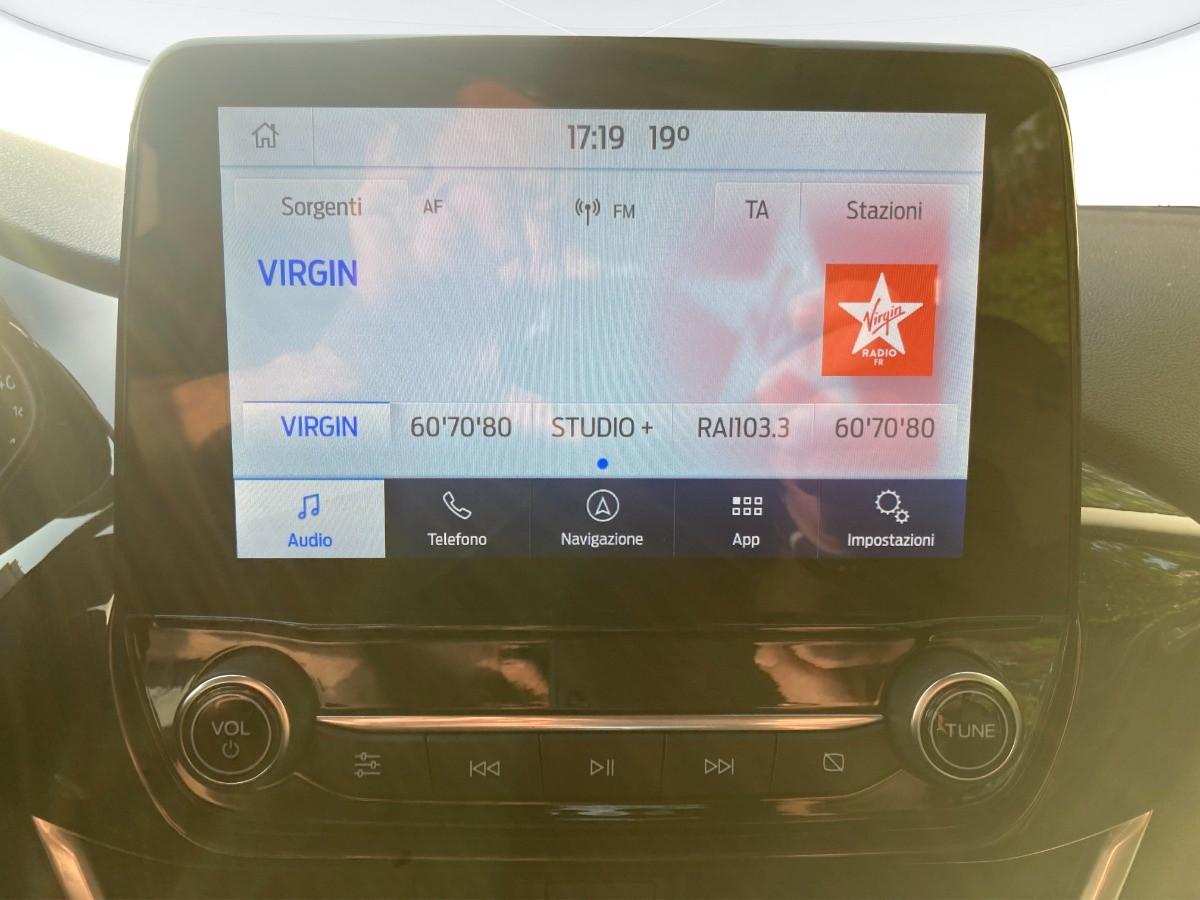 17:19 19º
Sorgenti AF FM TA Stazioni
VIRGIN
Virgin
RADIO
FR
VIRGIN 60'70'80 STUDIO + RAI103.3 60'70'80
Audio Telefono Navigazione App Impostazioni
VOL
TUNE